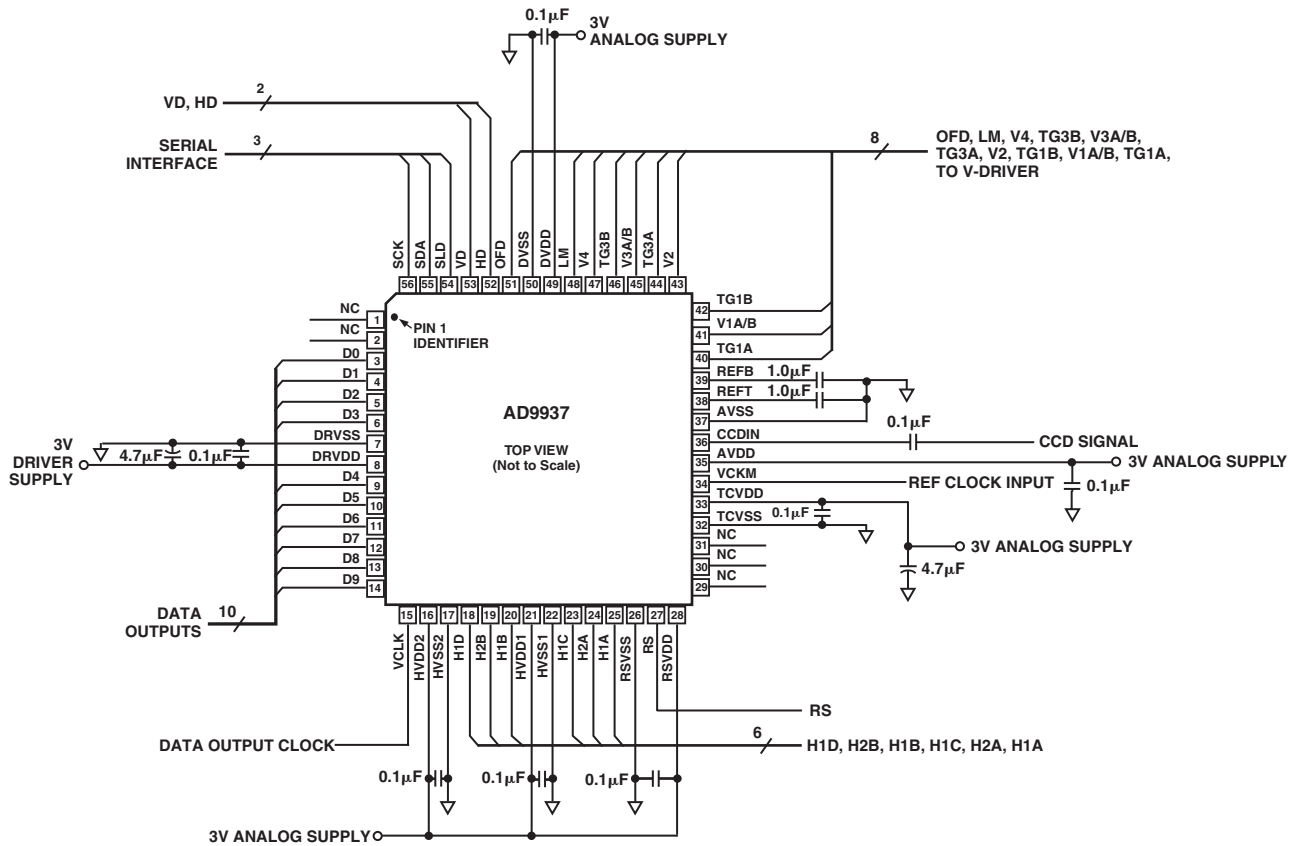 0.1µF
3V
ANALOG SUPPLY
VD, HD
2
SERIAL
INTERFACE
3
8
OFD, LM, V4, TG3B, V3A/B,
TG3A, V2, TG1B, V1A/B, TG1A,
TO V-DRIVER
SCK
SDA
SLD
VD
HD
OFD
DVSS
DVDD
LM
V4
TG3B
V3A/B
TG3A
V2
56 55 54 53 52 51 50 49 48 47 46 45 44 43
NC 1
NC 2
D0 3
D1 4
D2 5
D3 6
DRVSS 7
DRVDD 8
D4 9
D5 10
D6 11
D7 12
D8 13
D9 14
PIN 1
IDENTIFIER
AD9937
TOP VIEW
(Not to Scale)
3V
DRIVER
SUPPLY
4.7µF
0.1µF
DATA
OUTPUTS
10
42 TG1B
41 V1A/B
40 TG1A
39 REFB 1.0µF
38 REFT 1.0µF
37 AVSS
0.1µF
36 CCDIN
CCD SIGNAL
35 AVDD
3V ANALOG SUPPLY
34 VCKM
REF CLOCK INPUT
0.1µF
33 TCVDD
0.1µF
32 TCVSS
31 NC
30 NC
29 NC
3V ANALOG SUPPLY
4.7µF
15 16 17 18 19 20 21 22 23 24 25 26 27 28
VCLK
HVDD2
HVSS2
H1D
H2B
H1B
HVDD1
HVSS1
H1C
H2A
H1A
RSVSS
RS
RSVDD
RS
DATA OUTPUT CLOCK
6
H1D, H2B, H1B, H1C, H2A, H1A
0.1µF
0.1µF
0.1µF
3V ANALOG SUPPLY